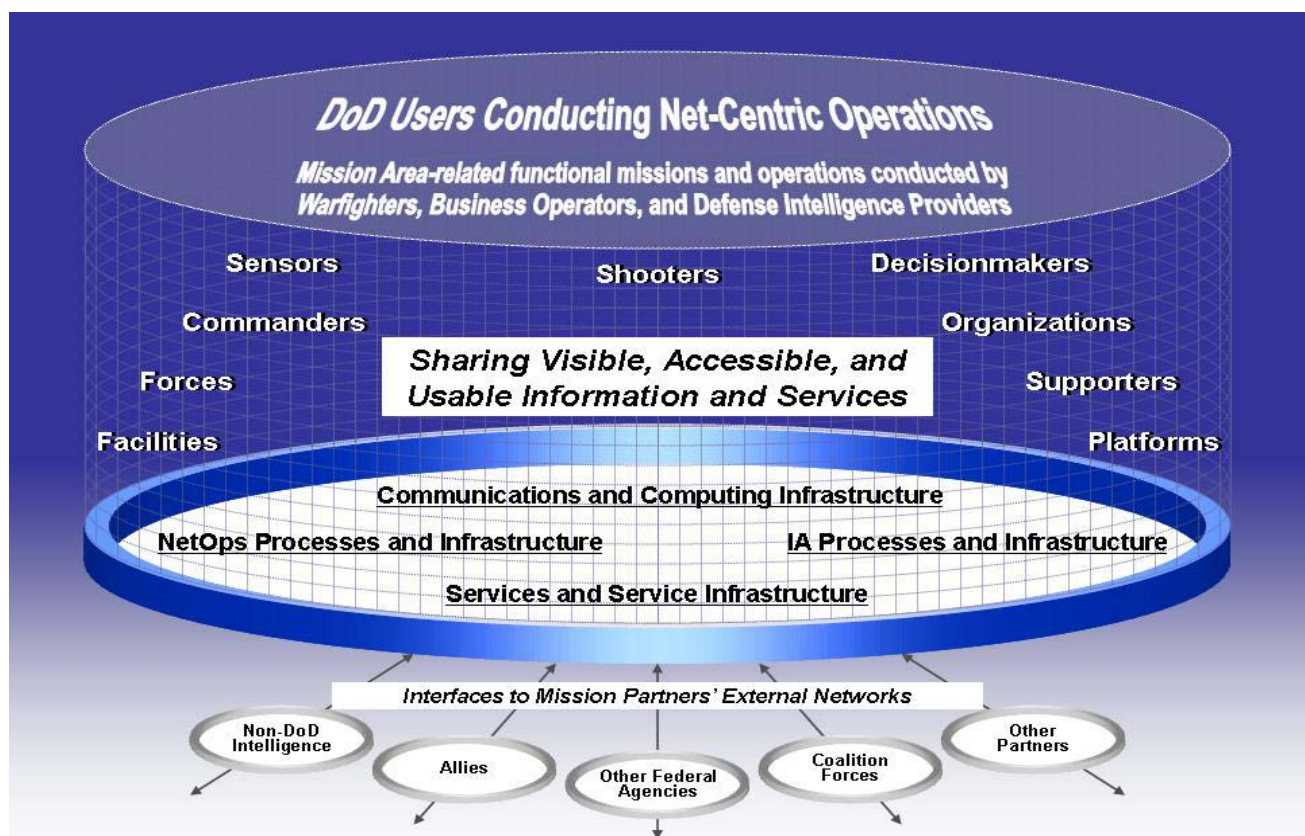 DoD Users Conducting Net-Centric Operations
Mission Area-related functional missions and operations conducted by
Warfighters, Business Operators, and Defense Intelligence Providers
Sensors
Shooters
Decisionmakers
Commanders
Organizations
Sharing Visible, Accessible, and
Usable Information and Services
Forces
Supporters
Facilities
Platforms
Communications and Computing Infrastructure
NetOps Processes and Infrastructure
IA Processes and Infrastructure
Services and Service Infrastructure
Interfaces to Mission Partners’ External Networks
Non-DoD
Intelligence
Allies
Other Federal
Agencies
Coalition
Forces
Other
Partners